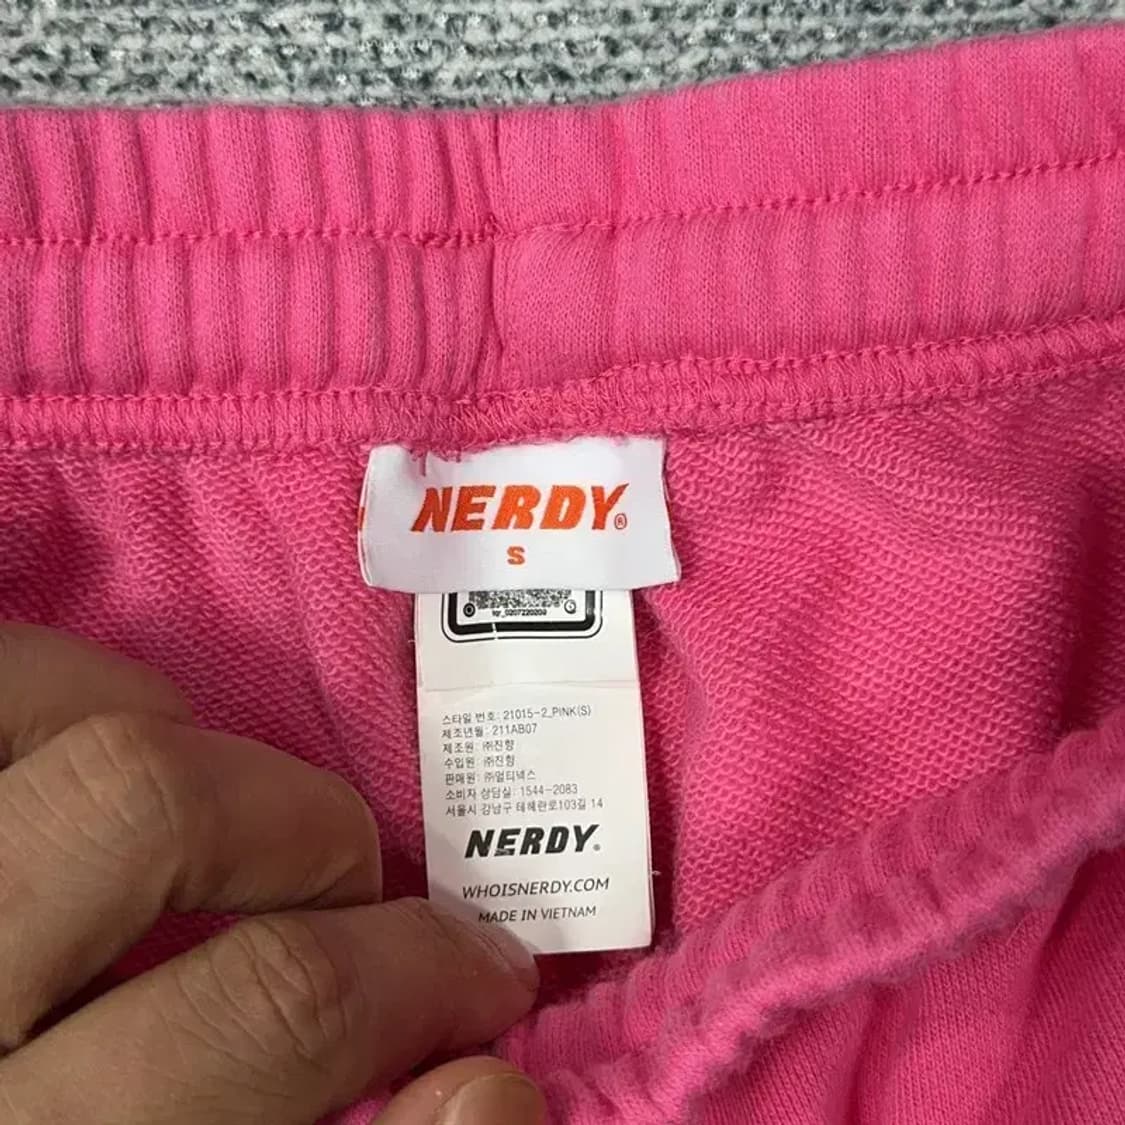 NERDY®
S
스타일 번호: 21015-2_PINK(S)
제조년월: 211AB07
제조원: ㈜진향
수입원: ㈜진향
판매원: ㈜멀티넥스
소비자 상담실: 1544-2083
서울시 강남구 테헤란로103길 14
NERDY®
WHOISNERDY.COM
MADE IN VIETNAM